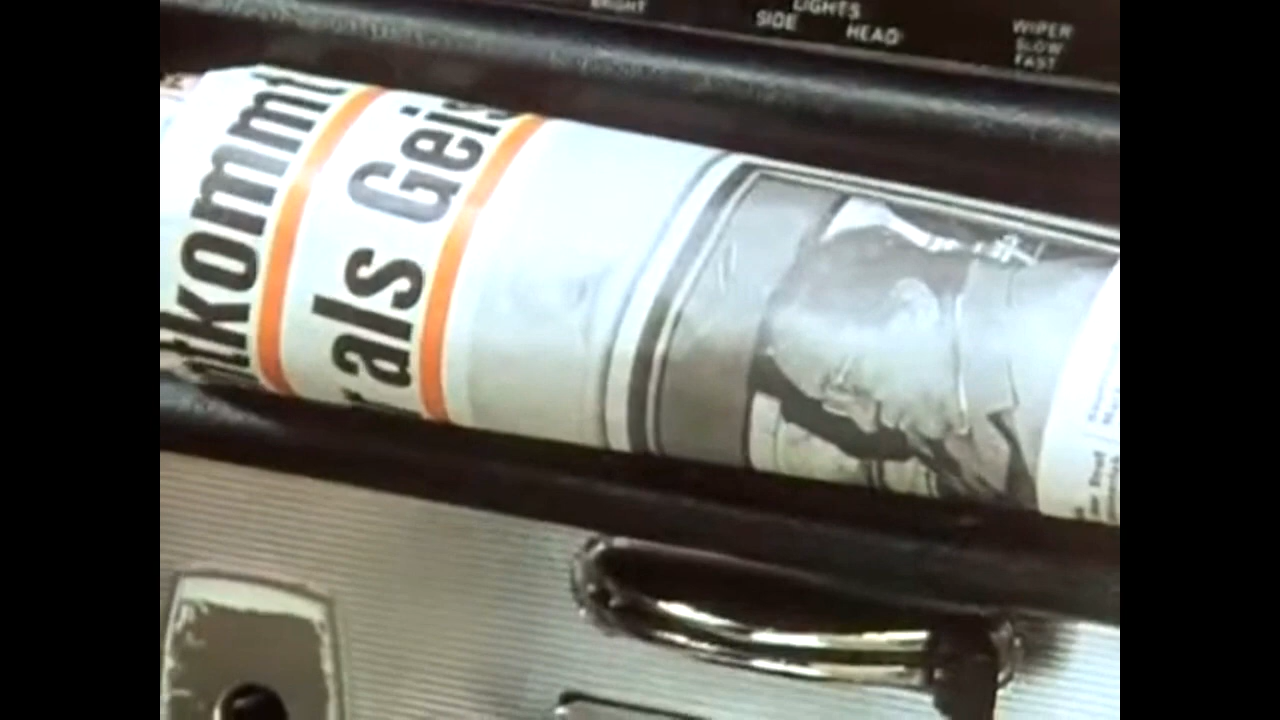 BRIGHT
LIGHTS
SIDE HEAD
WIPER
SLOW
FAST
kommt
als Geis